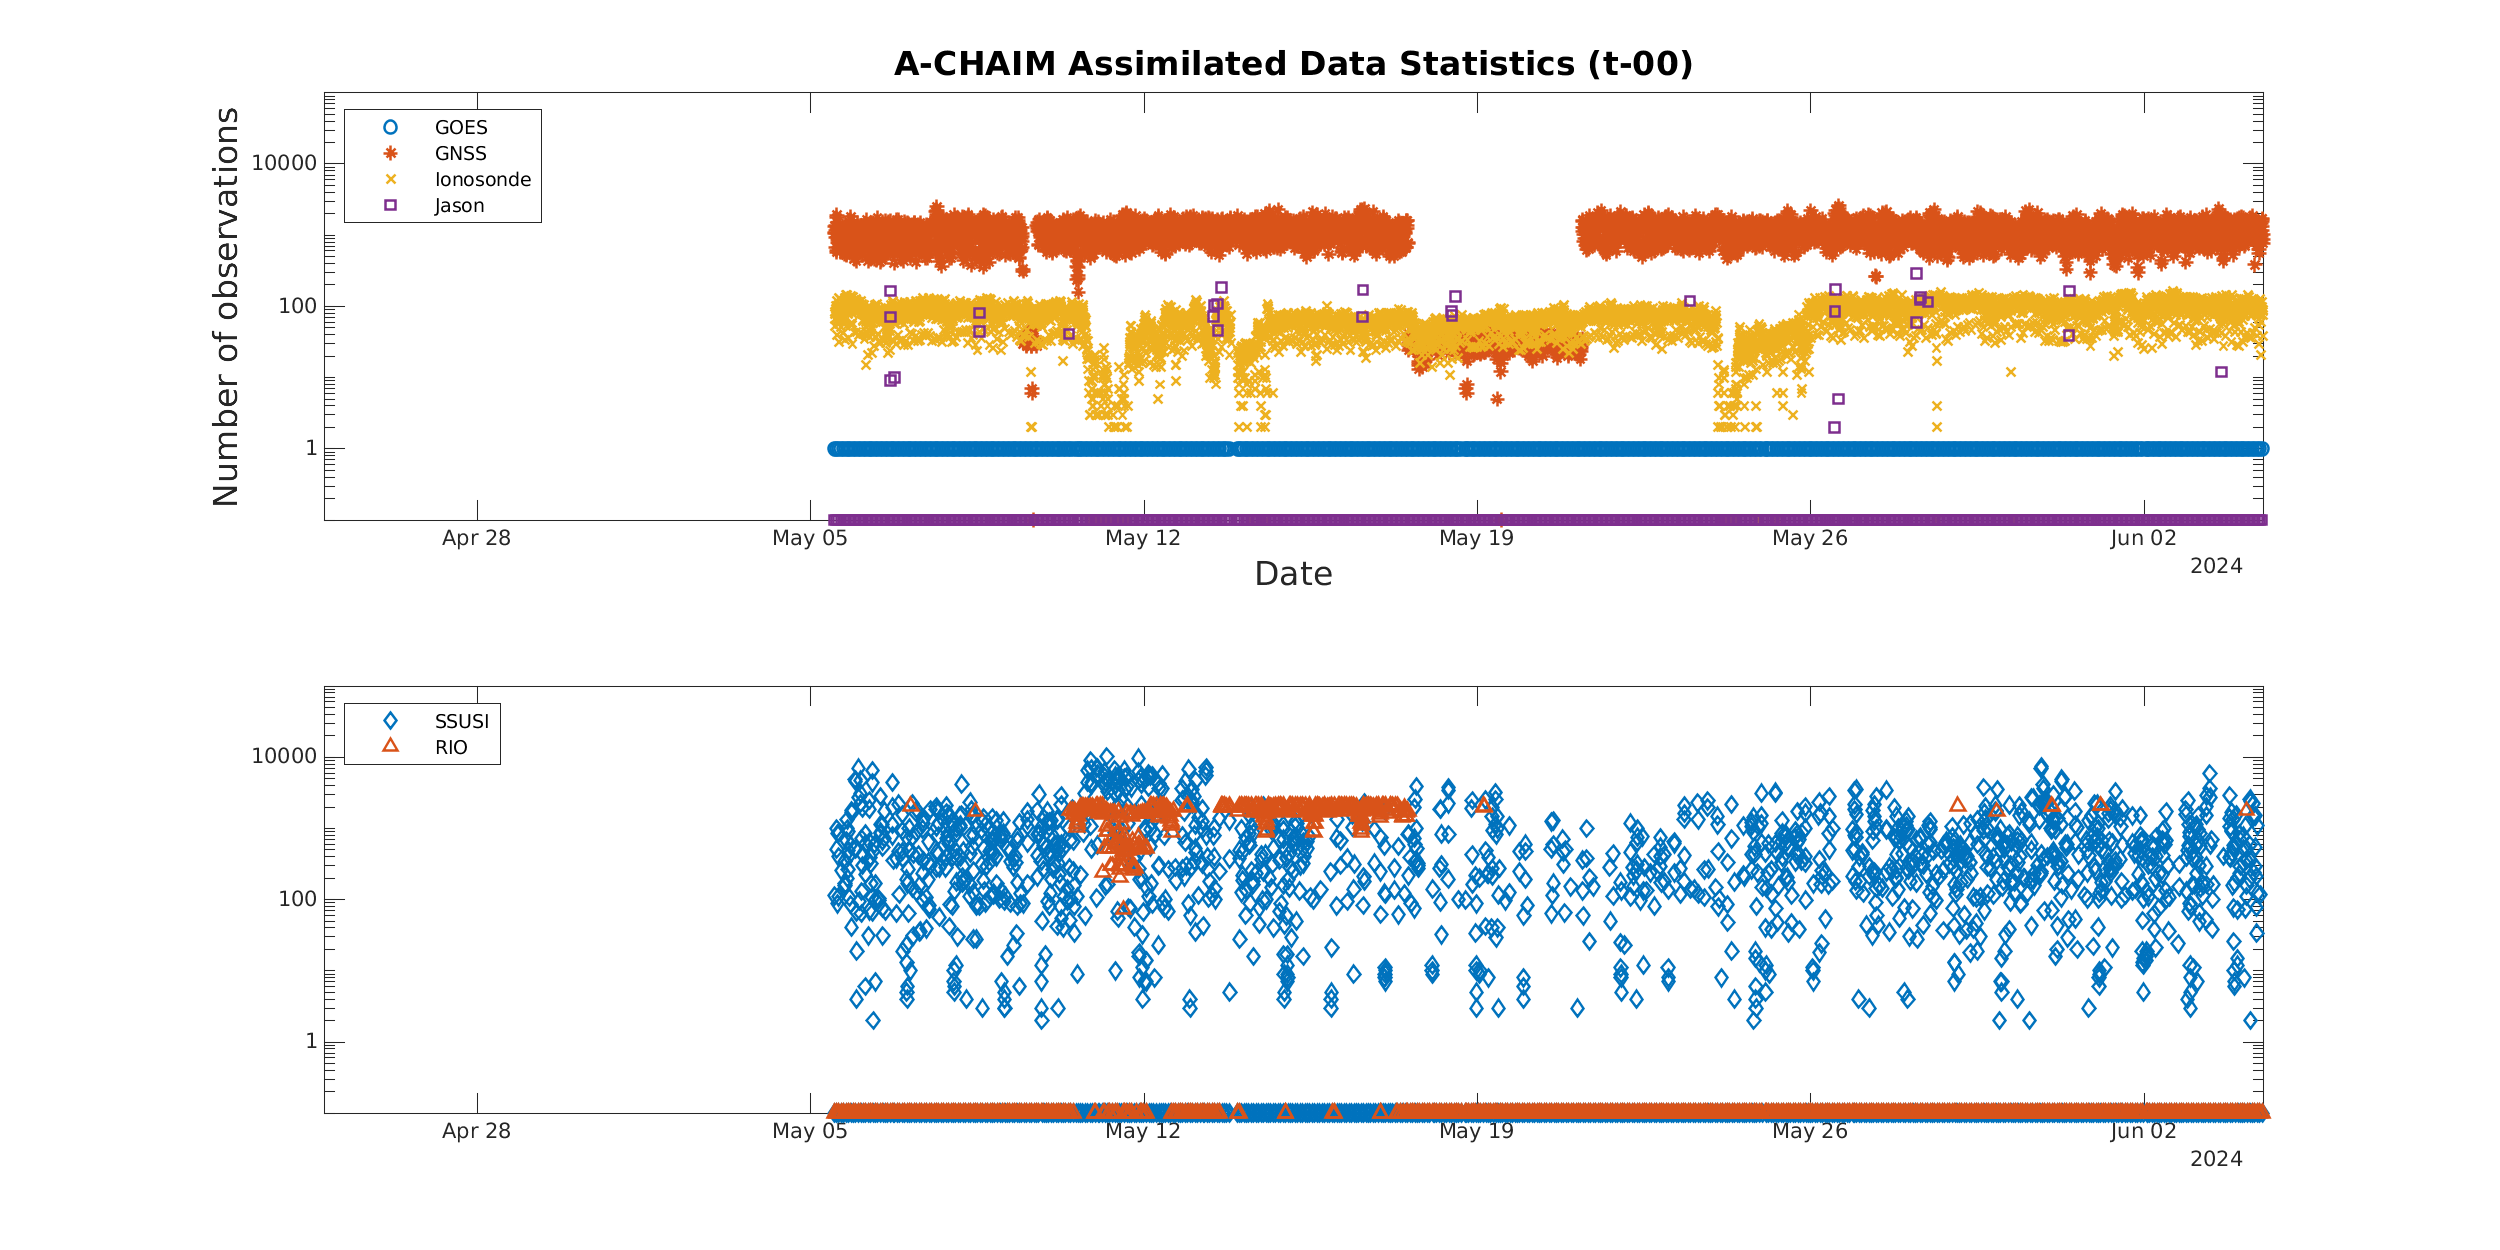 A-CHAIM Assimilated Data Statistics (t-00)
Number of observations
10000
100
1
GOES
GNSS
Ionosonde
Jason
Apr 28
May 05
May 12
May 19
May 26
Jun 02
2024
Date
10000
100
1
SSUSI
RIO
Apr 28
May 05
May 12
May 19
May 26
Jun 02
2024